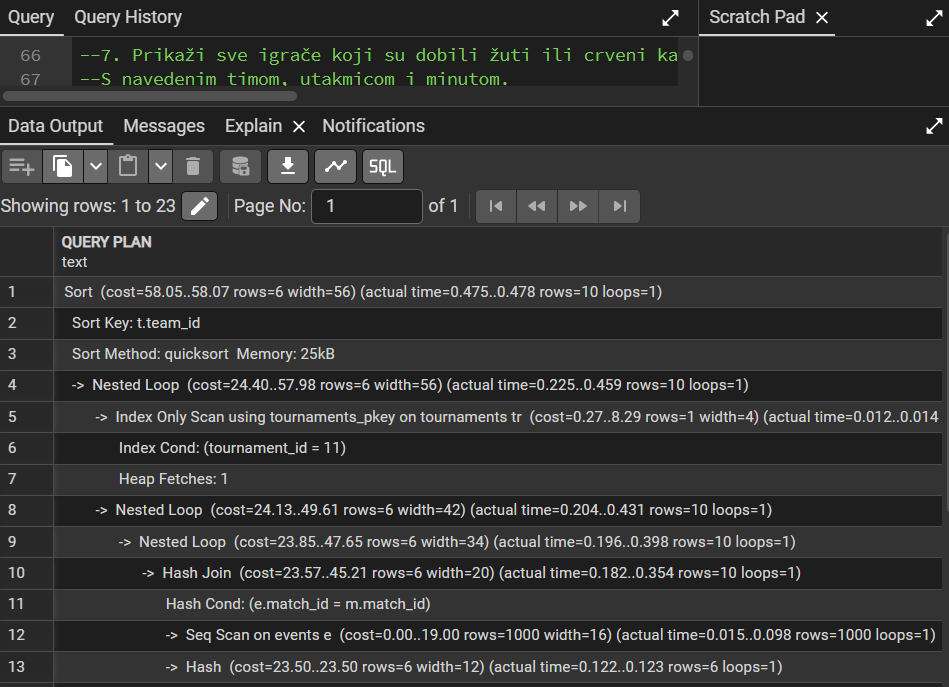 Query Query History Scratch Pad
66 --7. Prikaži sve igrače koji su dobili žuti ili crveni ka
67 --S navedenim timom, utakmicom i minutom.
Data Output Messages Explain Notifications
SQL
Showing rows: 1 to 23 Page No: 1 of 1
QUERY PLAN
text
1 Sort (cost=58.05..58.07 rows=6 width=56) (actual time=0.475..0.478 rows=10 loops=1)
2 Sort Key: t.team_id
3 Sort Method: quicksort Memory: 25kB
4 -> Nested Loop (cost=24.40..57.98 rows=6 width=56) (actual time=0.225..0.459 rows=10 loops=1)
5 -> Index Only Scan using tournaments_pkey on tournaments tr (cost=0.27..8.29 rows=1 width=4) (actual time=0.012..0.014
6 Index Cond: (tournament_id = 11)
7 Heap Fetches: 1
8 -> Nested Loop (cost=24.13..49.61 rows=6 width=42) (actual time=0.204..0.431 rows=10 loops=1)
9 -> Nested Loop (cost=23.85..47.65 rows=6 width=34) (actual time=0.196..0.398 rows=10 loops=1)
10 -> Hash Join (cost=23.57..45.21 rows=6 width=20) (actual time=0.182..0.354 rows=10 loops=1)
11 Hash Cond: (e.match_id = m.match_id)
12 -> Seq Scan on events e (cost=0.00..19.00 rows=1000 width=16) (actual time=0.015..0.098 rows=1000 loops=1)
13 -> Hash (cost=23.50..23.50 rows=6 width=12) (actual time=0.122..0.123 rows=6 loops=1)